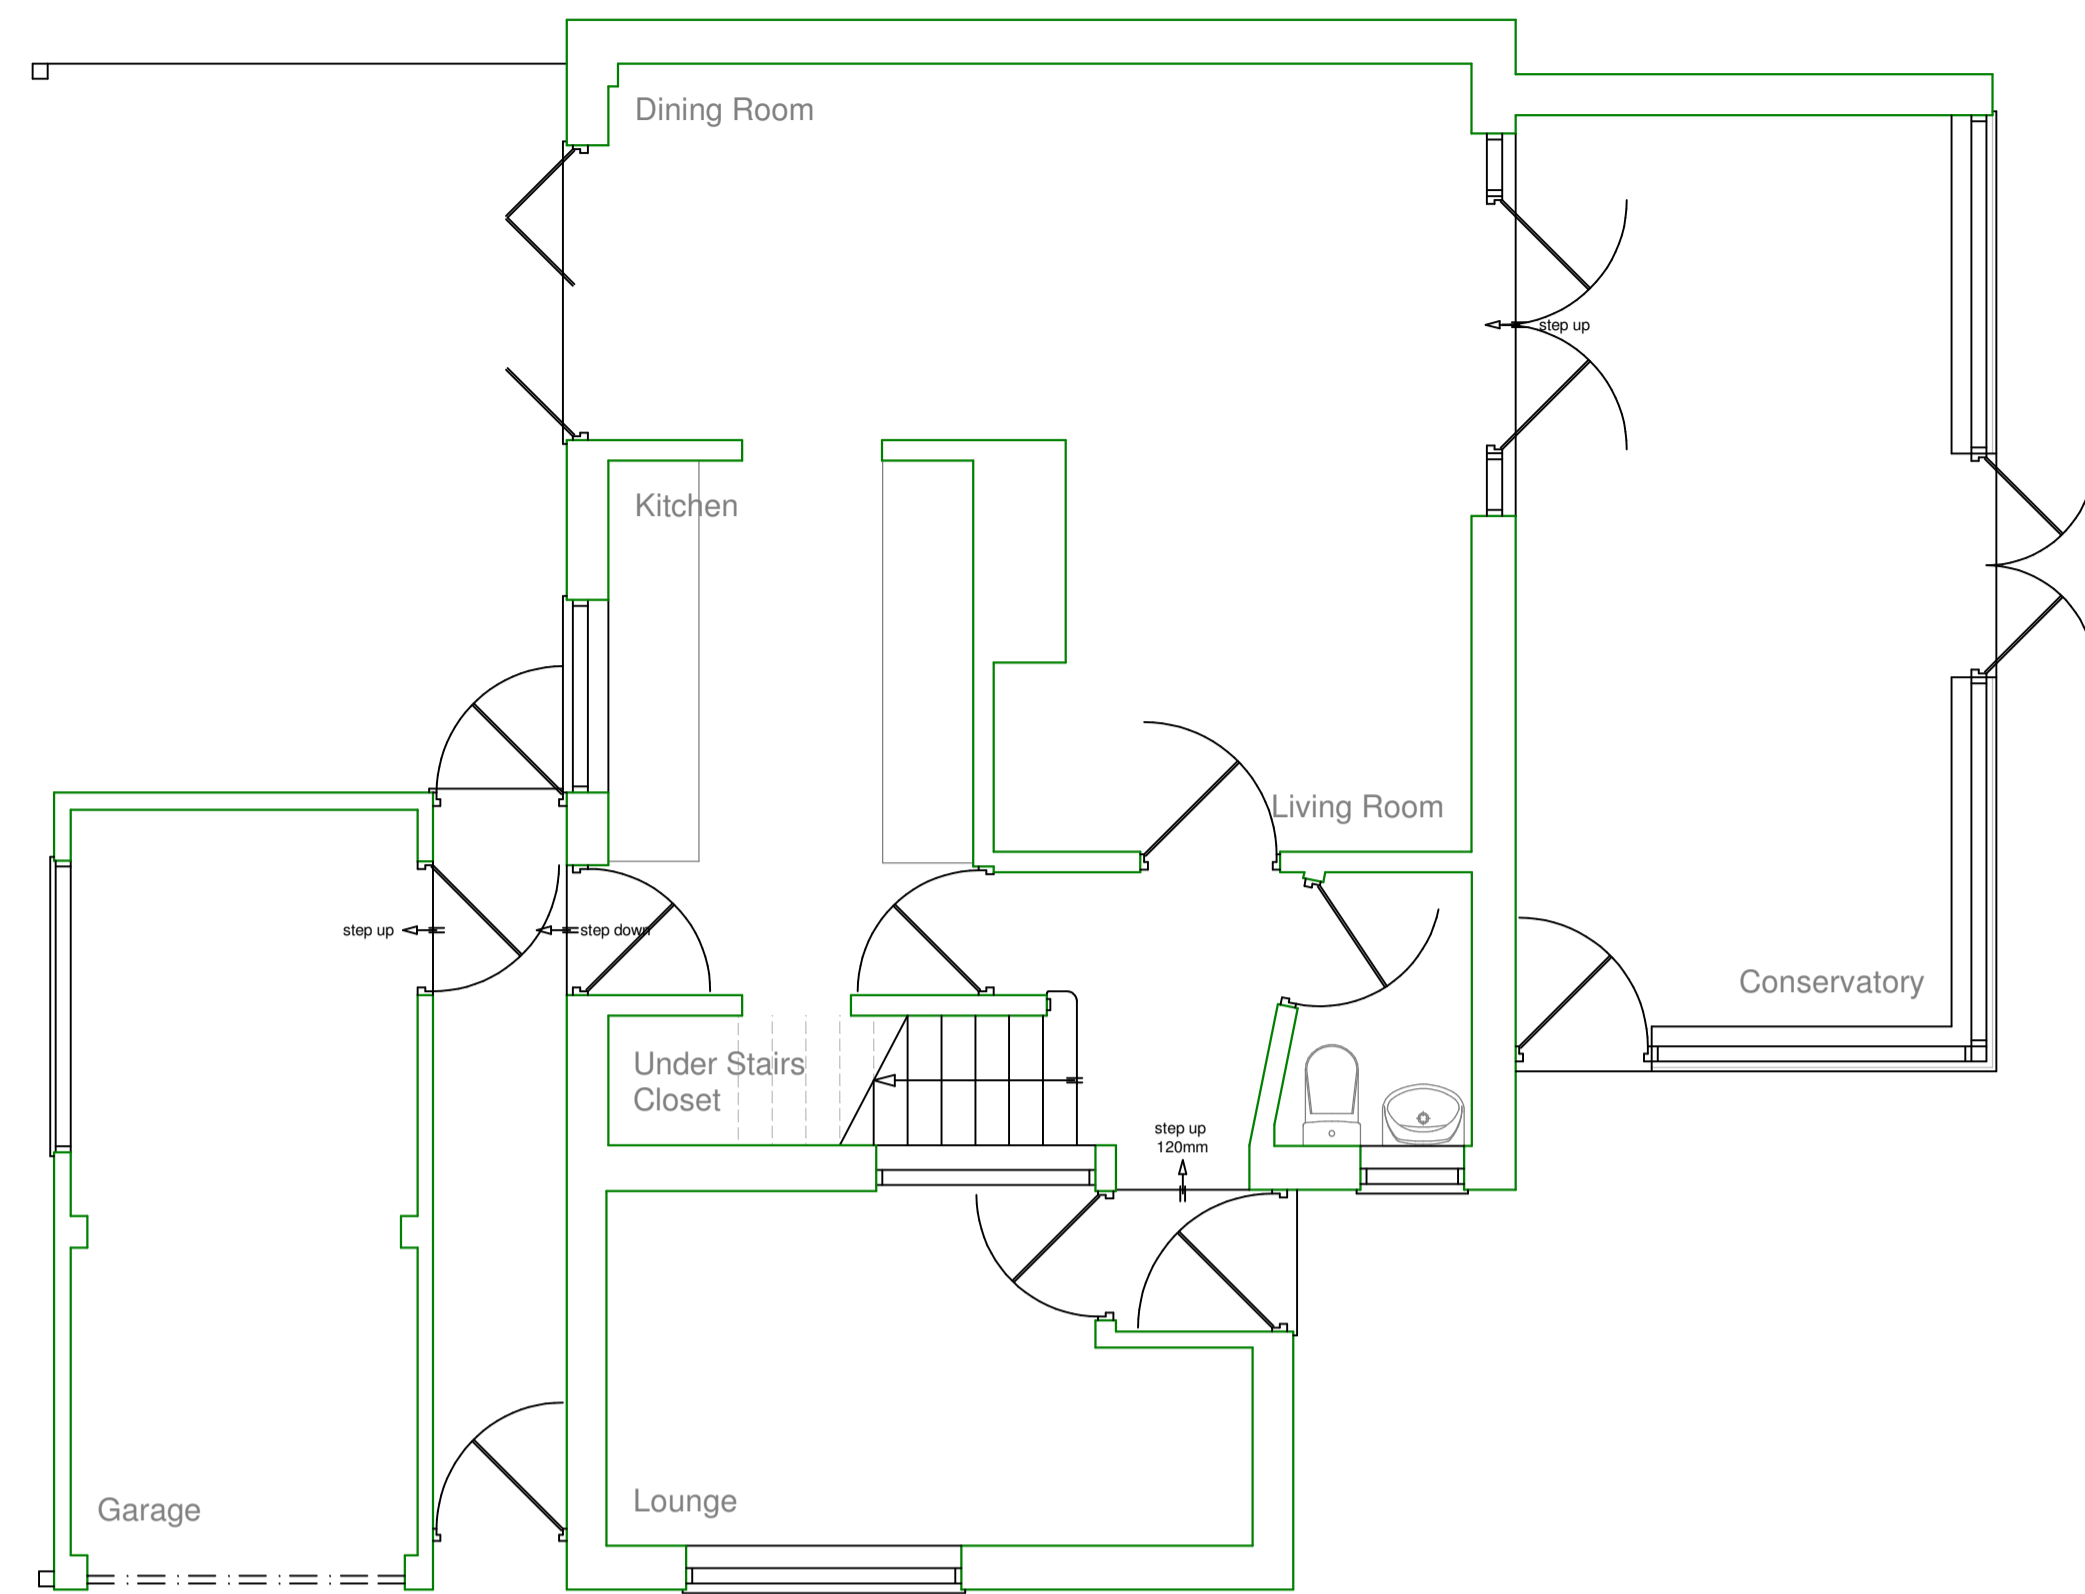 Dining Room
step up
Kitchen
Living Room
step up
step down
Conservatory
Under Stairs
Closet
step up
120mm
Lounge
Garage